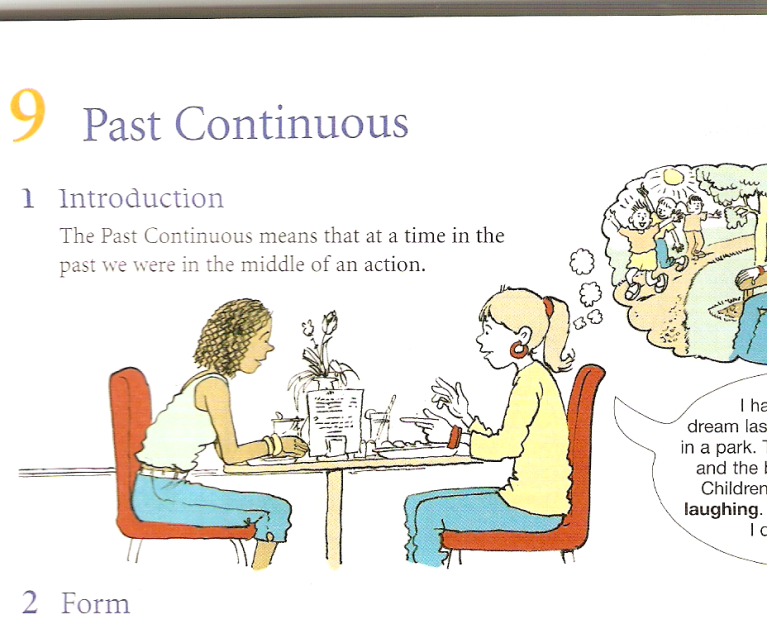 9 Past Continuous
1 Introduction
The Past Continuous means that at a time in the
past we were in the middle of an action.
I ha
dream las
in a park. T
and the b
Children
laughing.
I d
2 Form